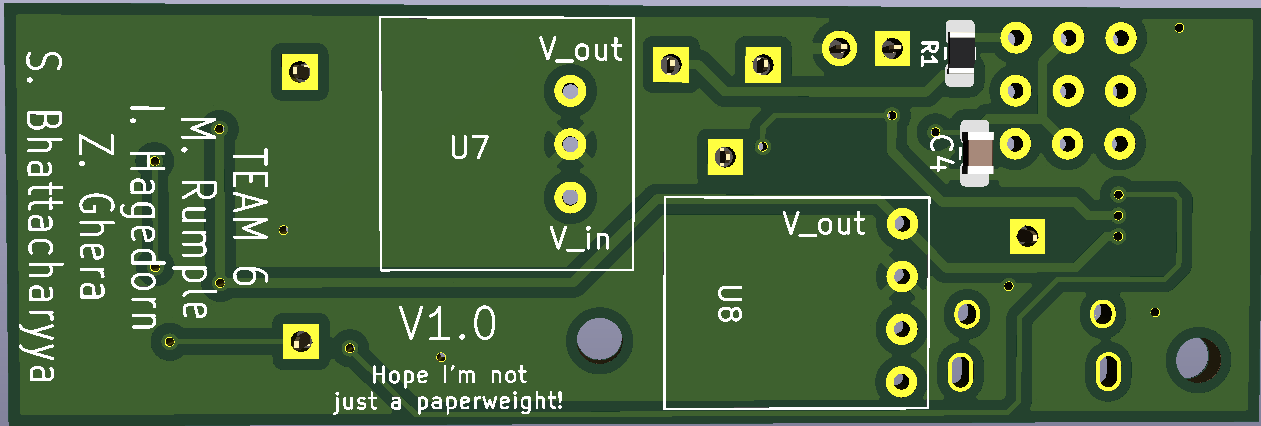 TEAM 6
M. Rumple
I. Hagedorn
Z. Ghera
S. Bhattacharyya
V_out
U7
V_in
V1.0
Hope I'm not
just a paperweight!
R1
C4
V_out
U8